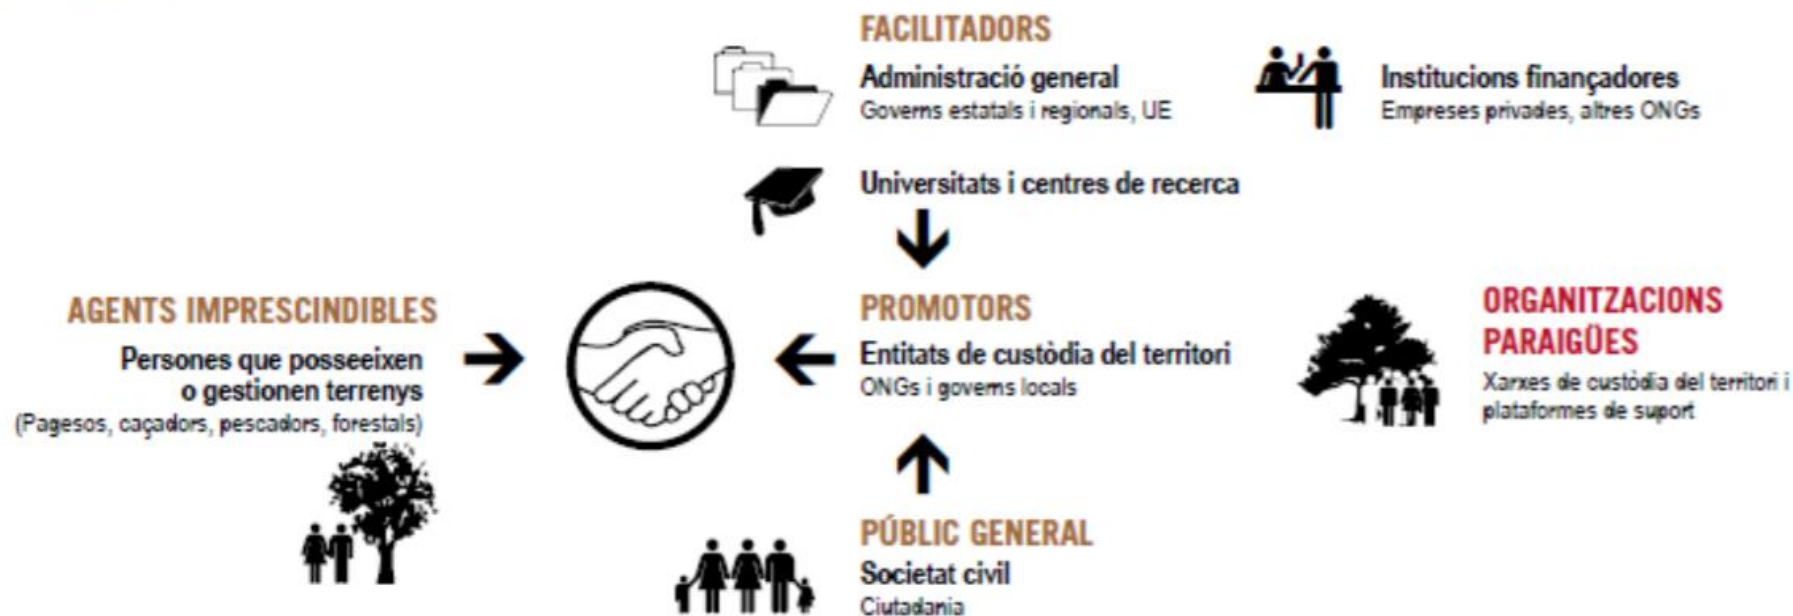 FACILITADORS
Administració general
Governs estatals i regionals, UE
Institucions finançadores
Empreses privades, altres ONGs
Universitats i centres de recerca
AGENTS IMPRESCINDIBLES
Persones que posseeixen
o gestionen terrenys
(Pagesos, caçadors, pescadors, forestals)
PROMOTORS
Entitats de custòdia del territori
ONGs i governs locals
ORGANITZACIONS
PARAIGÜES
Xarxes de custòdia del territori i
plataformes de suport
PÚBLIC GENERAL
Societat civil
Ciutadania